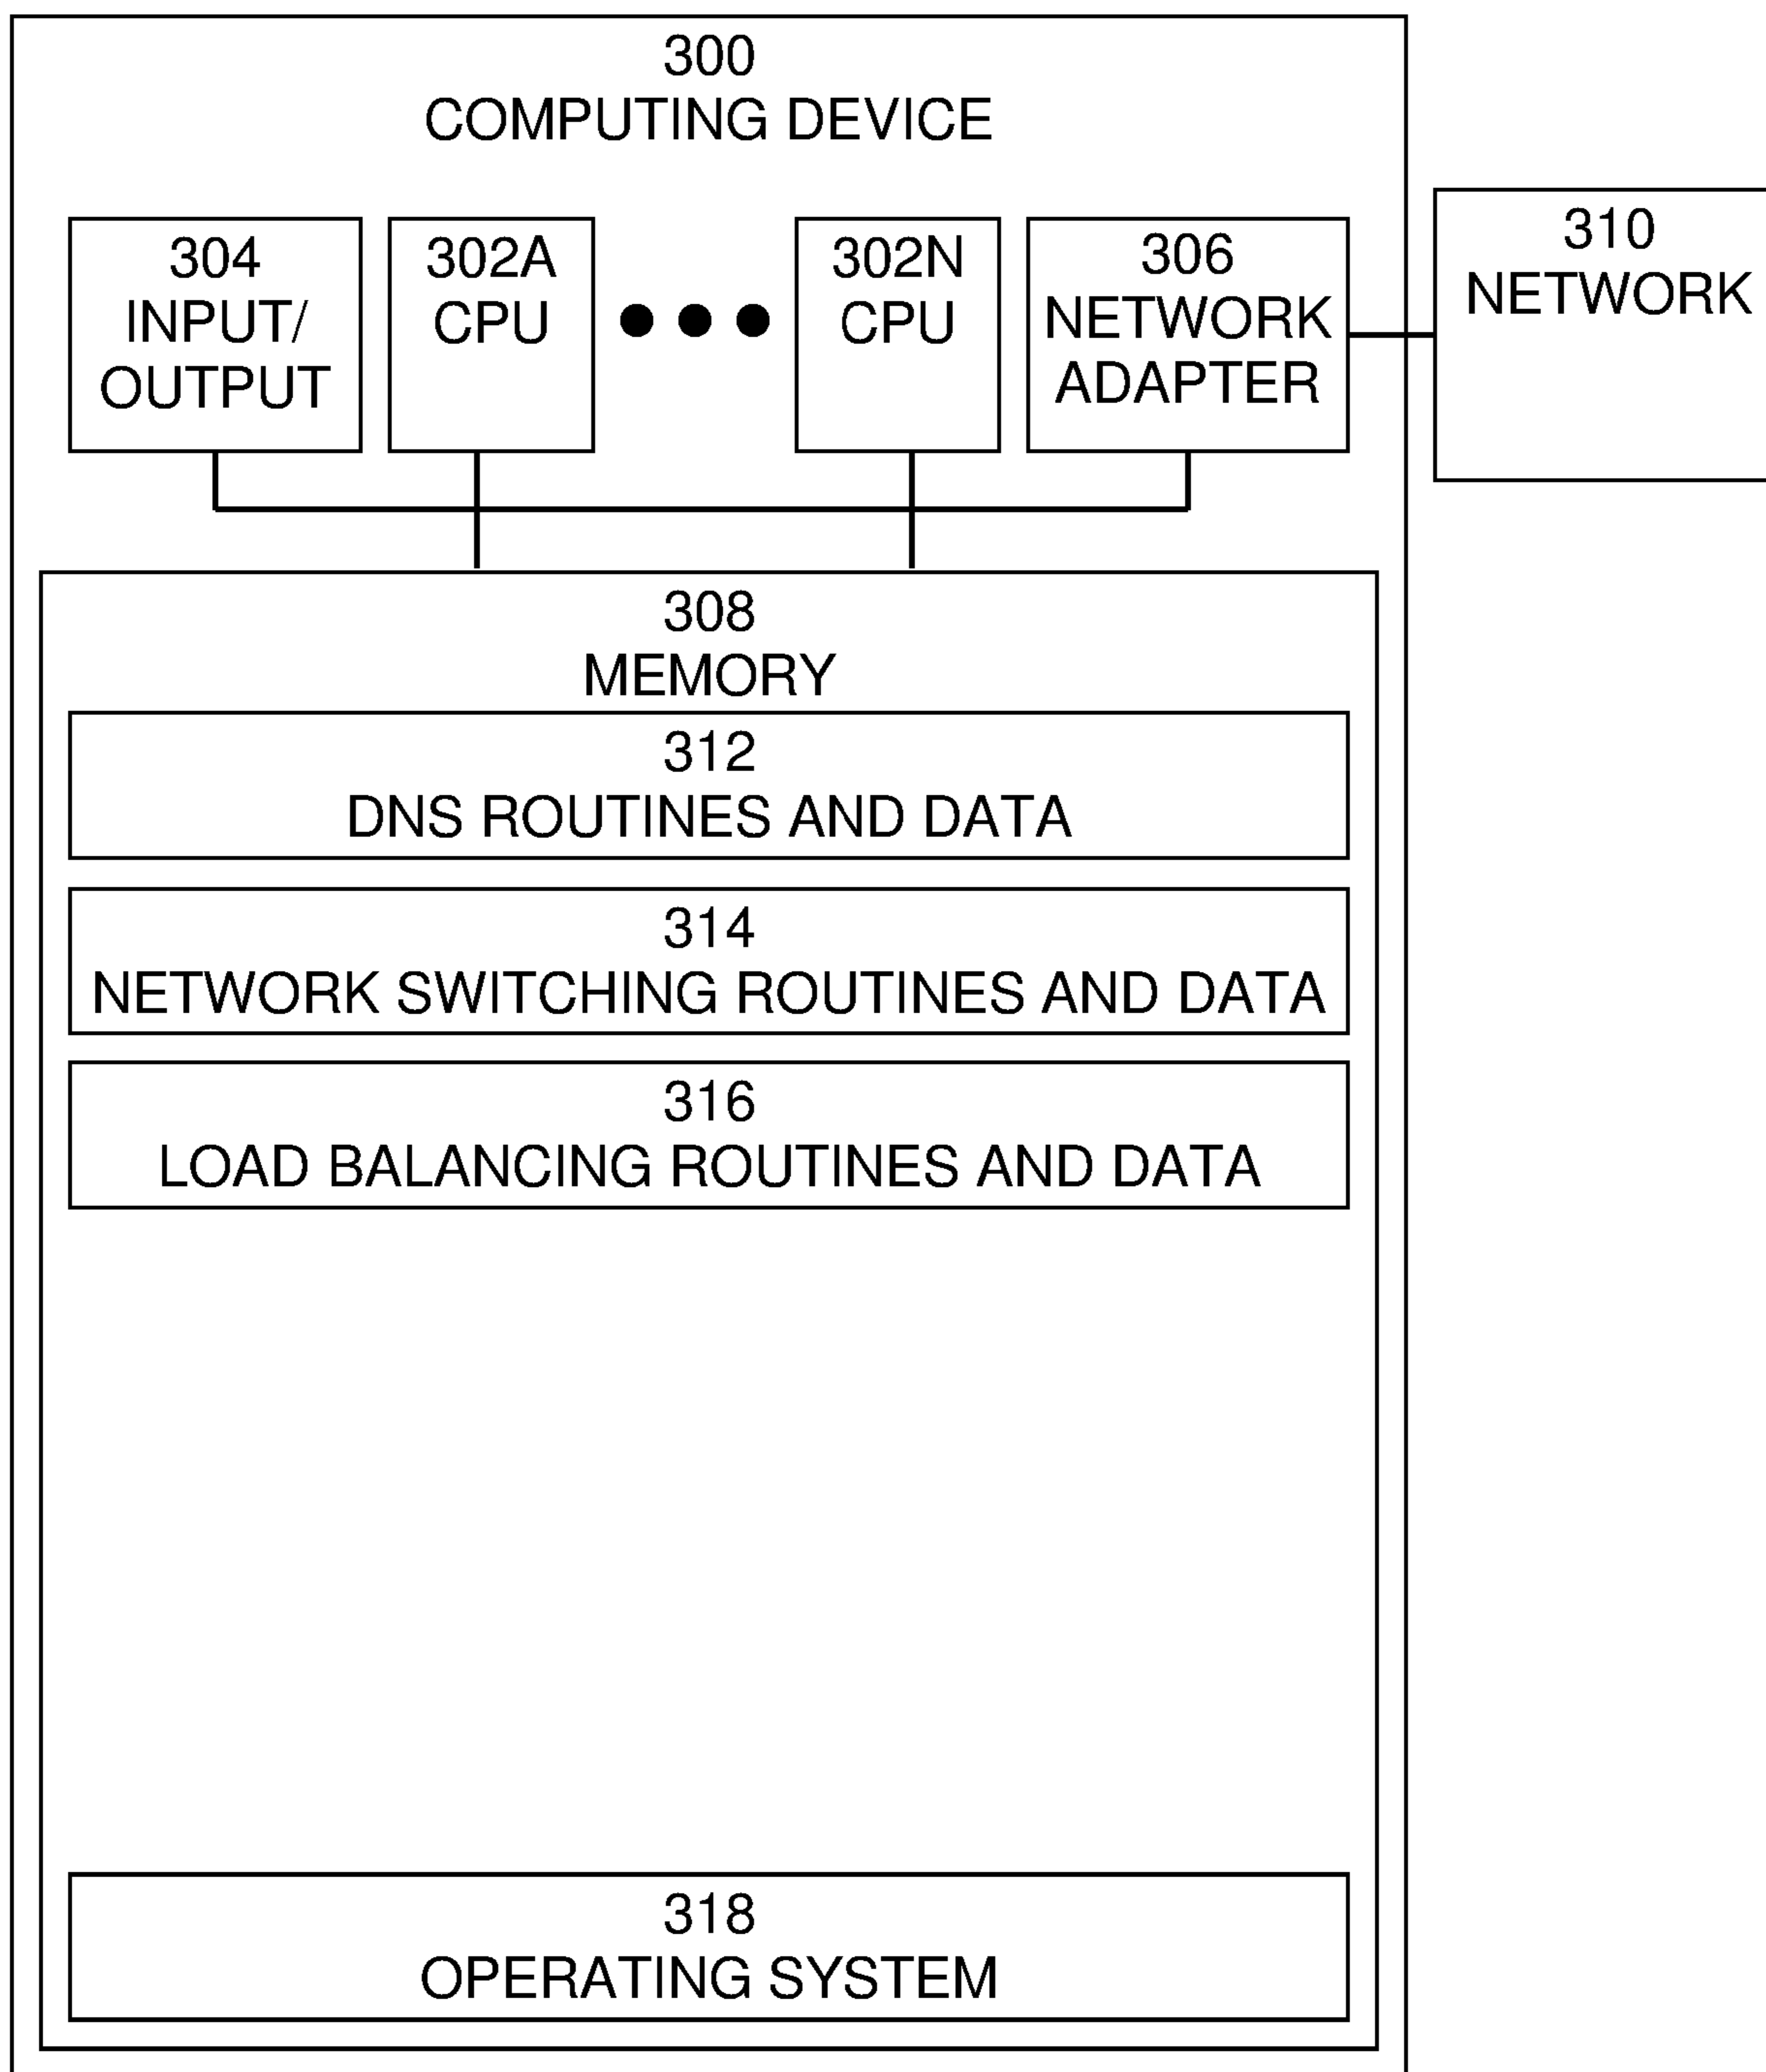 300
COMPUTING DEVICE
304
INPUT/
OUTPUT
302A
CPU
302N
CPU
306
NETWORK
ADAPTER
310
NETWORK
308
MEMORY
312
DNS ROUTINES AND DATA
314
NETWORK SWITCHING ROUTINES AND DATA
316
LOAD BALANCING ROUTINES AND DATA
318
OPERATING SYSTEM